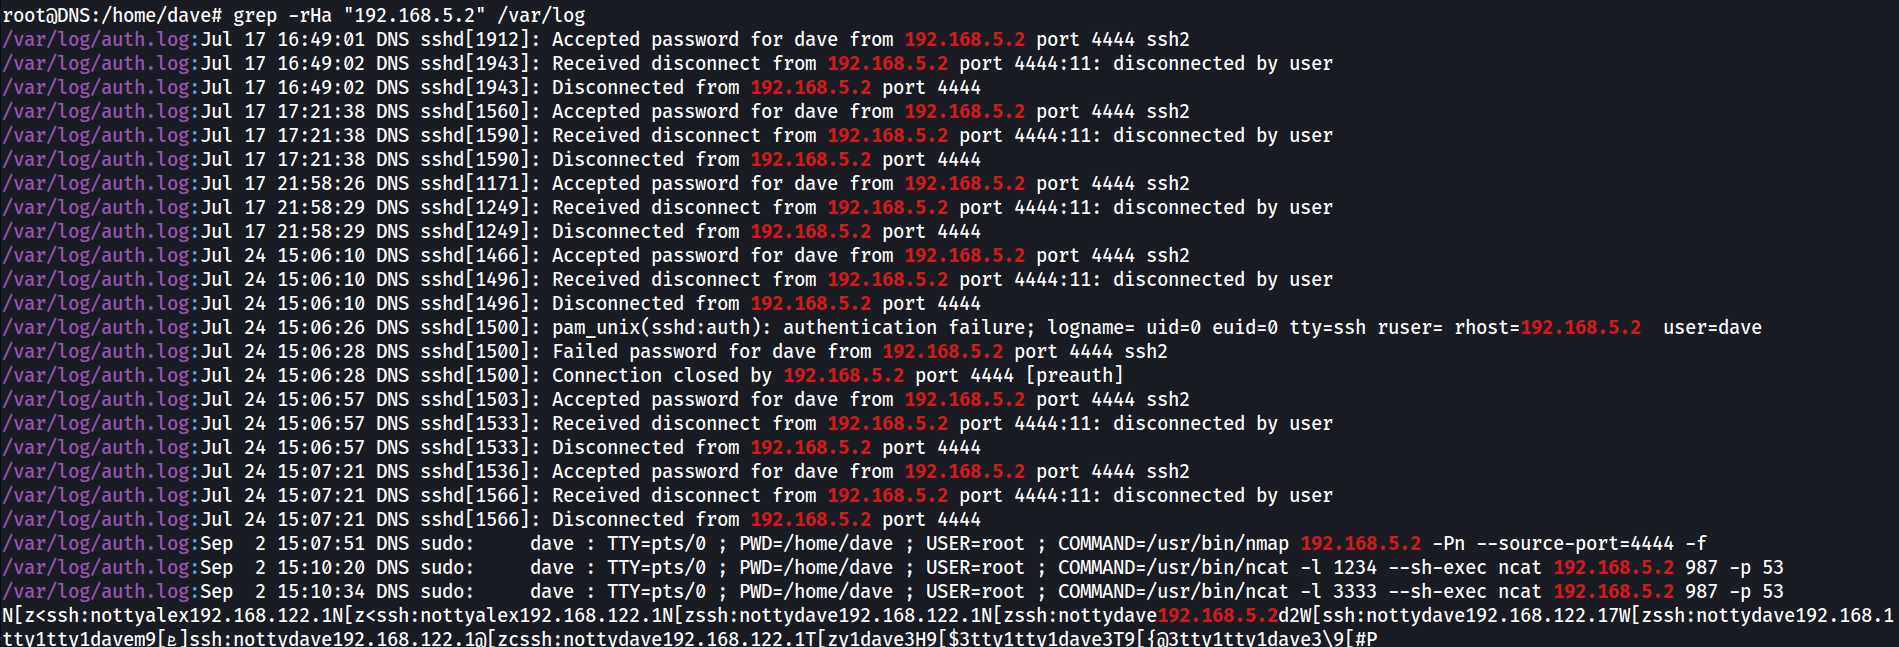 root@DNS:/home/dave# grep -rHa "192.168.5.2" /var/log
/var/log/auth.log:Jul 17 16:49:01 DNS sshd[1912]: Accepted password for dave from 192.168.5.2 port 4444 ssh2
/var/log/auth.log:Jul 17 16:49:02 DNS sshd[1943]: Received disconnect from 192.168.5.2 port 4444:11: disconnected by user
/var/log/auth.log:Jul 17 16:49:02 DNS sshd[1943]: Disconnected from 192.168.5.2 port 4444
/var/log/auth.log:Jul 17 17:21:38 DNS sshd[1560]: Accepted password for dave from 192.168.5.2 port 4444 ssh2
/var/log/auth.log:Jul 17 17:21:38 DNS sshd[1590]: Received disconnect from 192.168.5.2 port 4444:11: disconnected by user
/var/log/auth.log:Jul 17 17:21:38 DNS sshd[1590]: Disconnected from 192.168.5.2 port 4444
/var/log/auth.log:Jul 17 21:58:26 DNS sshd[1171]: Accepted password for dave from 192.168.5.2 port 4444 ssh2
/var/log/auth.log:Jul 17 21:58:29 DNS sshd[1249]: Received disconnect from 192.168.5.2 port 4444:11: disconnected by user
/var/log/auth.log:Jul 17 21:58:29 DNS sshd[1249]: Disconnected from 192.168.5.2 port 4444
/var/log/auth.log:Jul 24 15:06:10 DNS sshd[1466]: Accepted password for dave from 192.168.5.2 port 4444 ssh2
/var/log/auth.log:Jul 24 15:06:10 DNS sshd[1496]: Received disconnect from 192.168.5.2 port 4444:11: disconnected by user
/var/log/auth.log:Jul 24 15:06:10 DNS sshd[1496]: Disconnected from 192.168.5.2 port 4444
/var/log/auth.log:Jul 24 15:06:26 DNS sshd[1500]: pam_unix(sshd:auth): authentication failure; logname= uid=0 euid=0 tty=ssh ruser= rhost=192.168.5.2  user=dave
/var/log/auth.log:Jul 24 15:06:28 DNS sshd[1500]: Failed password for dave from 192.168.5.2 port 4444 ssh2
/var/log/auth.log:Jul 24 15:06:28 DNS sshd[1500]: Connection closed by 192.168.5.2 port 4444 [preauth]
/var/log/auth.log:Jul 24 15:06:57 DNS sshd[1503]: Accepted password for dave from 192.168.5.2 port 4444 ssh2
/var/log/auth.log:Jul 24 15:06:57 DNS sshd[1533]: Received disconnect from 192.168.5.2 port 4444:11: disconnected by user
/var/log/auth.log:Jul 24 15:06:57 DNS sshd[1533]: Disconnected from 192.168.5.2 port 4444
/var/log/auth.log:Jul 24 15:07:21 DNS sshd[1536]: Accepted password for dave from 192.168.5.2 port 4444 ssh2
/var/log/auth.log:Jul 24 15:07:21 DNS sshd[1566]: Received disconnect from 192.168.5.2 port 4444:11: disconnected by user
/var/log/auth.log:Jul 24 15:07:21 DNS sshd[1566]: Disconnected from 192.168.5.2 port 4444
/var/log/auth.log:Sep  2 15:07:51 DNS sudo:     dave : TTY=pts/0 ; PWD=/home/dave ; USER=root ; COMMAND=/usr/bin/nmap 192.168.5.2 -Pn --source-port=4444 -f
/var/log/auth.log:Sep  2 15:10:20 DNS sudo:     dave : TTY=pts/0 ; PWD=/home/dave ; USER=root ; COMMAND=/usr/bin/ncat -l 1234 --sh-exec ncat 192.168.5.2 987 -p 53
/var/log/auth.log:Sep  2 15:10:34 DNS sudo:     dave : TTY=pts/0 ; PWD=/home/dave ; USER=root ; COMMAND=/usr/bin/ncat -l 3333 --sh-exec ncat 192.168.5.2 987 -p 53
N[z<ssh:nottyalex192.168.122.1N[z<ssh:nottyalex192.168.122.1N[zssh:nottydave192.168.122.1N[zssh:nottydave192.168.5.2d2W[ssh:nottydave192.168.122.17W[zssh:nottydave192.168.1
tty1tty1davem9[ܧ]ssh:nottydave192.168.122.1@[zcssh:nottydave192.168.122.1T[zy1dave3H9[$3tty1tty1dave3T9[{@3tty1tty1dave3\9[#P